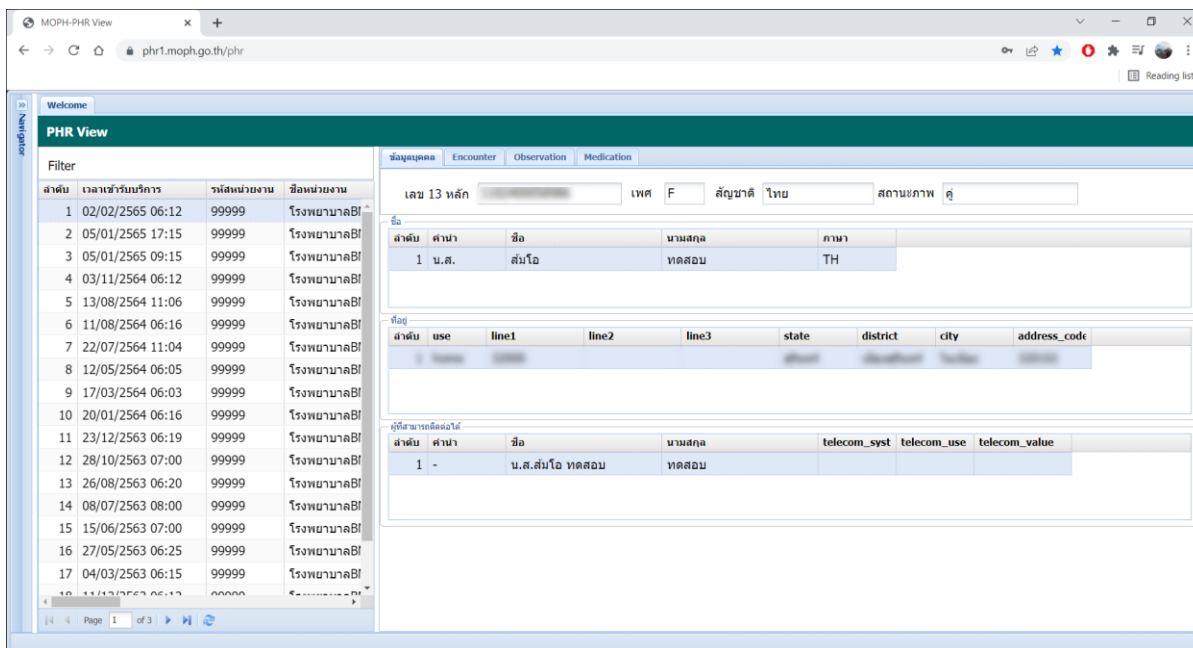 MOPH-PHR View
phr1.moph.go.th/phr
Reading list
Navigator
Welcome
PHR View
Filter
ลำดับ เวลาเข้ารับบริการ รหัสหน่วยงาน ชื่อหน่วยงาน
1 02/02/2565 06:12 99999 โรงพยาบาลBI
2 05/01/2565 17:15 99999 โรงพยาบาลBI
3 05/01/2565 09:15 99999 โรงพยาบาลBI
4 03/11/2564 06:12 99999 โรงพยาบาลBI
5 13/08/2564 11:06 99999 โรงพยาบาลBI
6 11/08/2564 06:16 99999 โรงพยาบาลBI
7 22/07/2564 11:04 99999 โรงพยาบาลBI
8 12/05/2564 06:05 99999 โรงพยาบาลBI
9 17/03/2564 06:03 99999 โรงพยาบาลBI
10 20/01/2564 06:16 99999 โรงพยาบาลBI
11 23/12/2563 06:19 99999 โรงพยาบาลBI
12 28/10/2563 07:00 99999 โรงพยาบาลBI
13 26/08/2563 06:20 99999 โรงพยาบาลBI
14 08/07/2563 08:00 99999 โรงพยาบาลBI
15 15/06/2563 07:00 99999 โรงพยาบาลBI
16 27/05/2563 06:25 99999 โรงพยาบาลBI
17 04/03/2563 06:15 99999 โรงพยาบาลBI
Page 1 of 3
ข้อมูลบุคคล Encounter Observation Medication
เลข 13 หลัก เพศ F สัญชาติ ไทย สถานะภาพ คู่
ชื่อ
ลำดับ คำนำ ชื่อ นามสกุล ภาษา
1 น.ส. ส้มโอ ทดสอบ TH
ที่อยู่
ลำดับ use line1 line2 line3 state district city address_code
ผู้ที่สามารถติดต่อได้
ลำดับ คำนำ ชื่อ นามสกุล telecom_syst telecom_use telecom_value
1 - น.ส.ส้มโอ ทดสอบ ทดสอบ